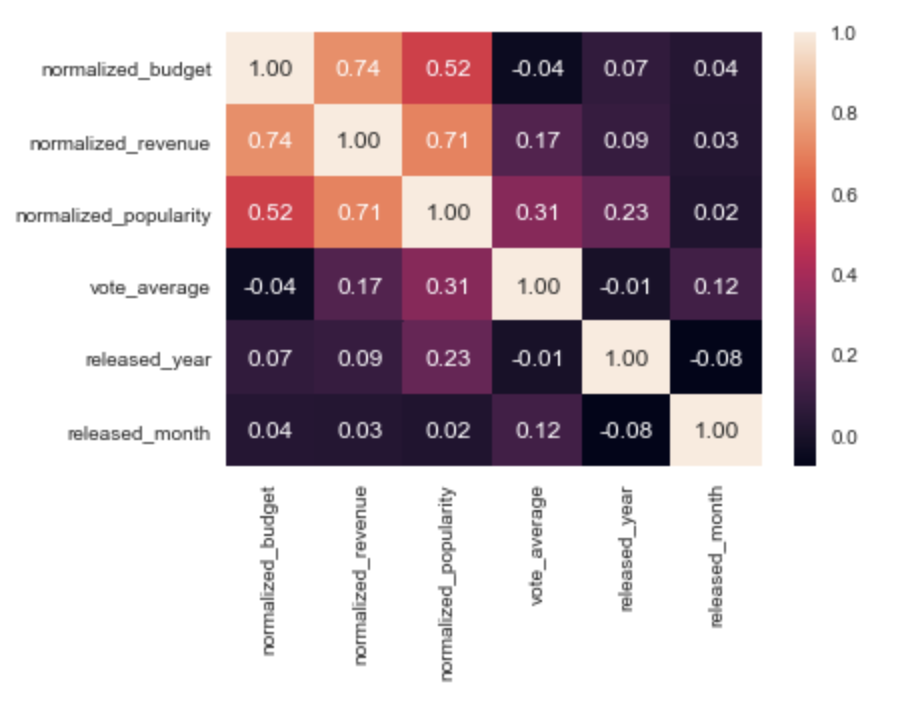 1.0
normalized_budget 1.00 0.74 0.52 -0.04 0.07 0.04
0.8
normalized_revenue 0.74 1.00 0.71 0.17 0.09 0.03
0.6
normalized_popularity 0.52 0.71 1.00 0.31 0.23 0.02
0.4
vote_average -0.04 0.17 0.31 1.00 -0.01 0.12
0.2
released_year 0.07 0.09 0.23 -0.01 1.00 -0.08
released_month 0.04 0.03 0.02 0.12 -0.08 1.00
0.0
normalized_budget
normalized_revenue
normalized_popularity
vote_average
released_year
released_month